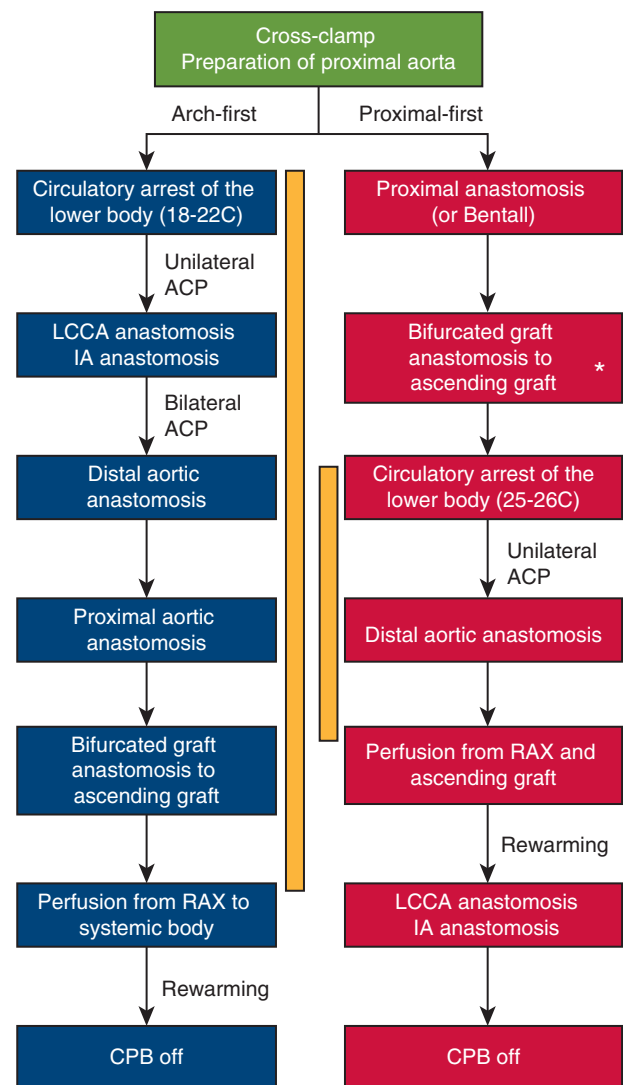 Cross-clamp
Preparation of proximal aorta
Arch-first
Proximal-first
Circulatory arrest of the
lower body (18-22C)
Unilateral
ACP
LCCA anastomosis
IA anastomosis
Bilateral
ACP
Distal aortic
anastomosis
Proximal aortic
anastomosis
Bifurcated graft
anastomosis to
ascending graft
Perfusion from RAX to
systemic body
Rewarming
CPB off
Proximal anastomosis
(or Bentall)
Bifurcated graft
anastomosis to
ascending graft
*
Circulatory arrest of the
lower body (25-26C)
Unilateral
ACP
Distal aortic anastomosis
Perfusion from RAX and
ascending graft
Rewarming
LCCA anastomosis
IA anastomosis
CPB off